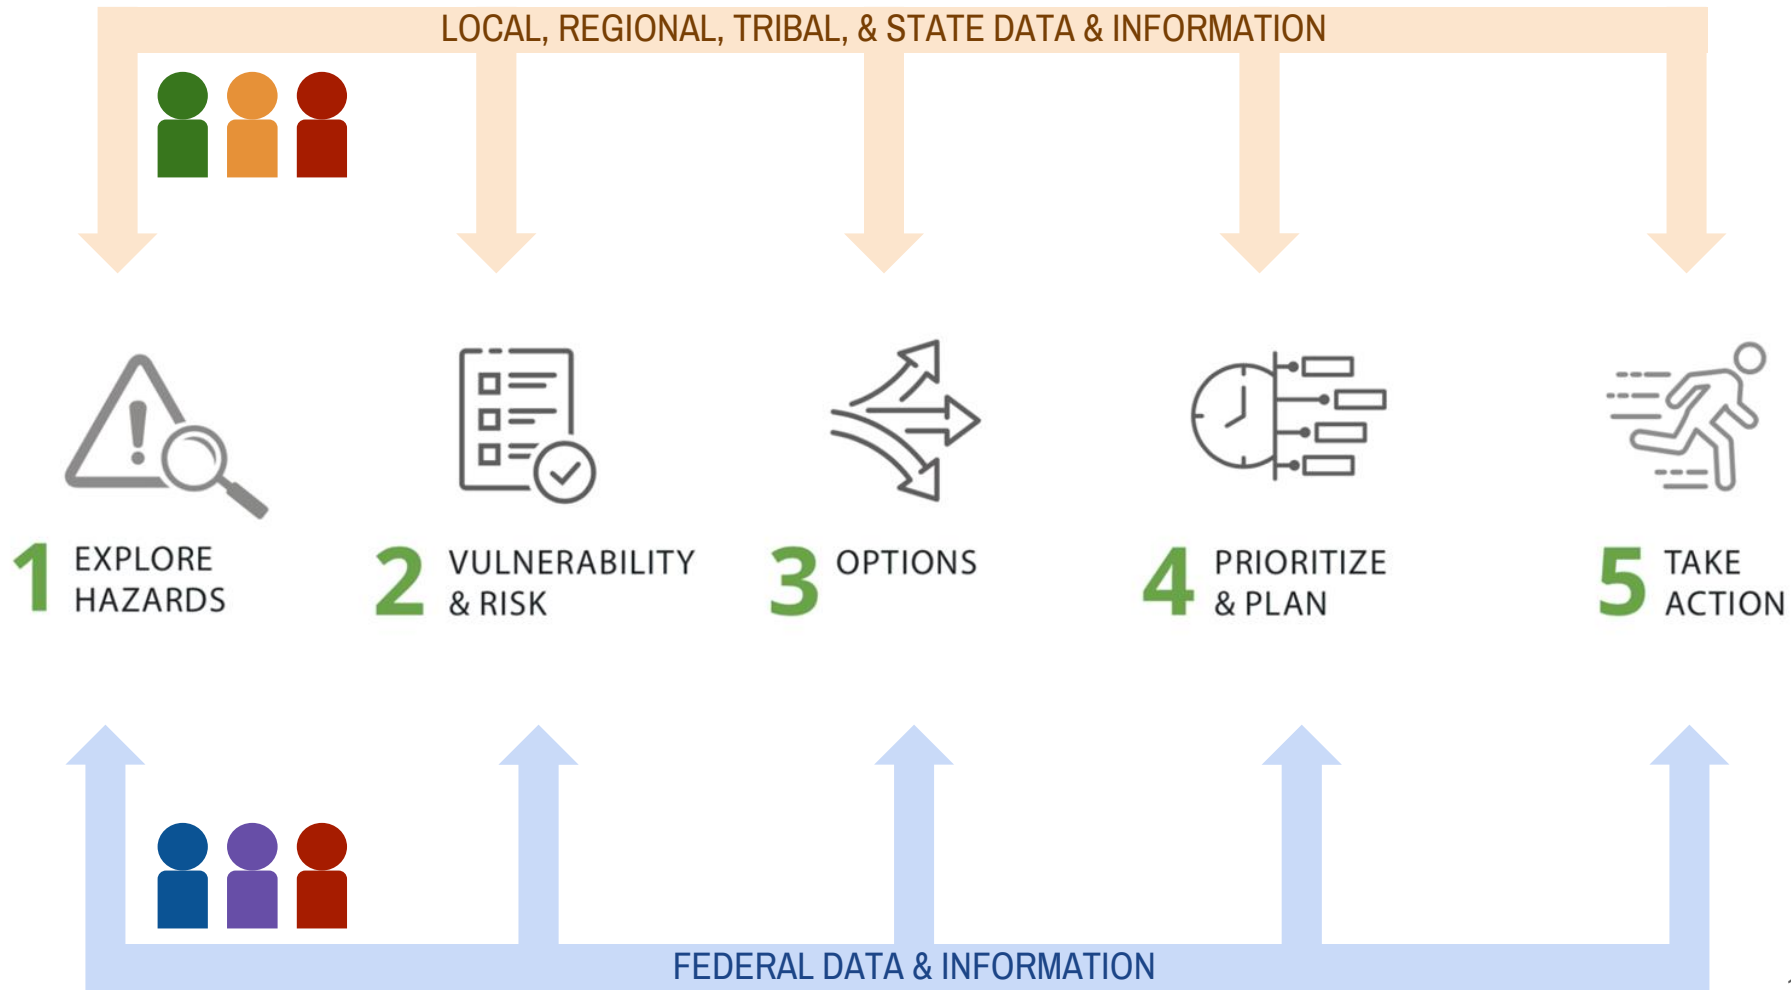 LOCAL, REGIONAL, TRIBAL, & STATE DATA & INFORMATION
1 EXPLORE
HAZARDS
2 VULNERABILITY
& RISK
3 OPTIONS
4 PRIORITIZE
& PLAN
5 TAKE
ACTION
FEDERAL DATA & INFORMATION